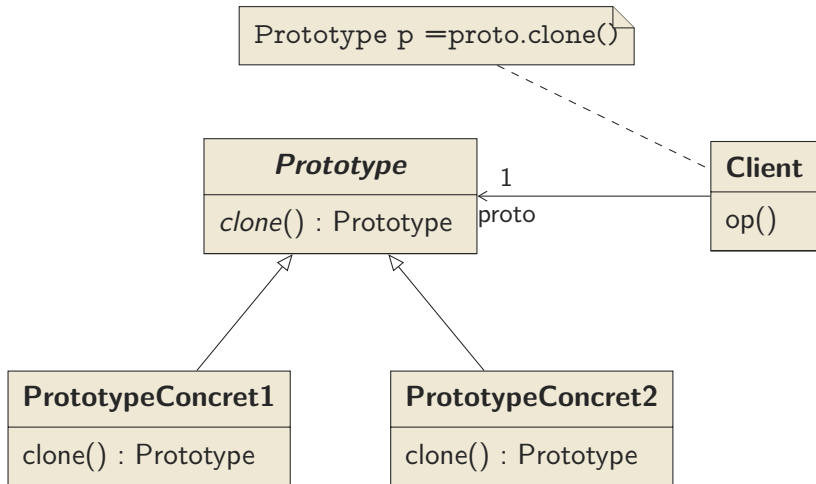 Prototype p =proto.clone()
Prototype
clone() : Prototype
1
proto
Client
op()
PrototypeConcret1
clone() : Prototype
PrototypeConcret2
clone() : Prototype